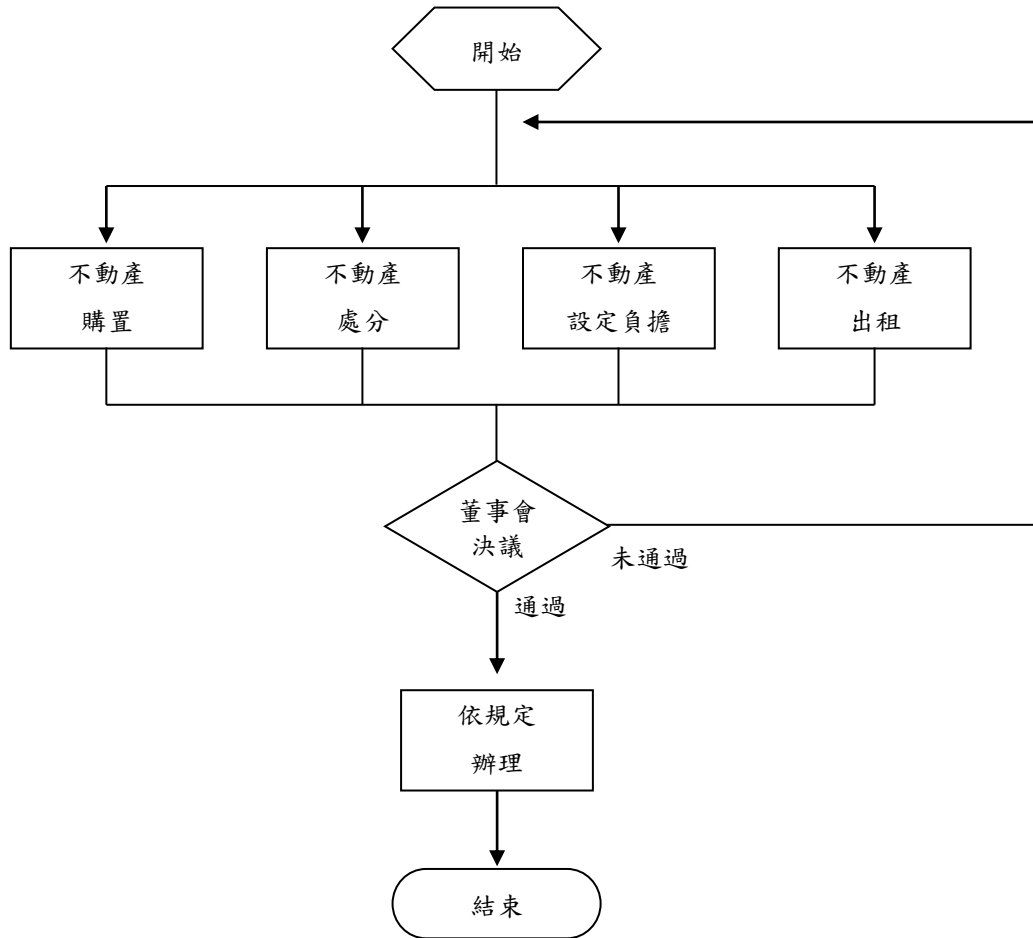 開始
不動產
購置
不動產
處分
不動產
設定負擔
不動產
出租
董事會
決議
未通過
通過
依規定
辦理
結束